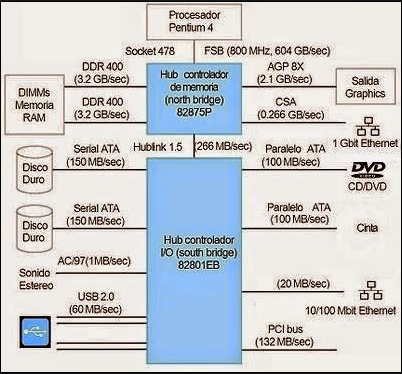 Procesador
Pentium 4
Socket 478
FSB (800 MHz, 604 GB/sec)
DDR 400
(3.2 GB/sec)
Hub controlador
de memoria
(north bridge)
82875P
AGP 8X
(2.1 GB/sec)
DIMMs
Memoria
RAM
Salida
Graphics
DDR 400
(3.2 GB/sec)
CSA
(0.266 GB/sec)
1 Gbit Ethernet
Serial ATA
(150 MB/sec)
Hublink 1.5
(266 MB/sec)
Paralelo ATA
(100 MB/sec)
Disco
Duro
DVD
VIDEO
CD/DVD
Serial ATA
(150 MB/sec)
Paralelo ATA
(100 MB/sec)
Disco
Duro
Hub controlador
I/O (south bridge)
82801EB
Cinta
AC/97(1MB/sec)
Sonido
Estereo
(20 MB/sec)
10/100 Mbit Ethernet
USB 2.0
(60 MB/sec)
PCI bus
(132 MB/sec)